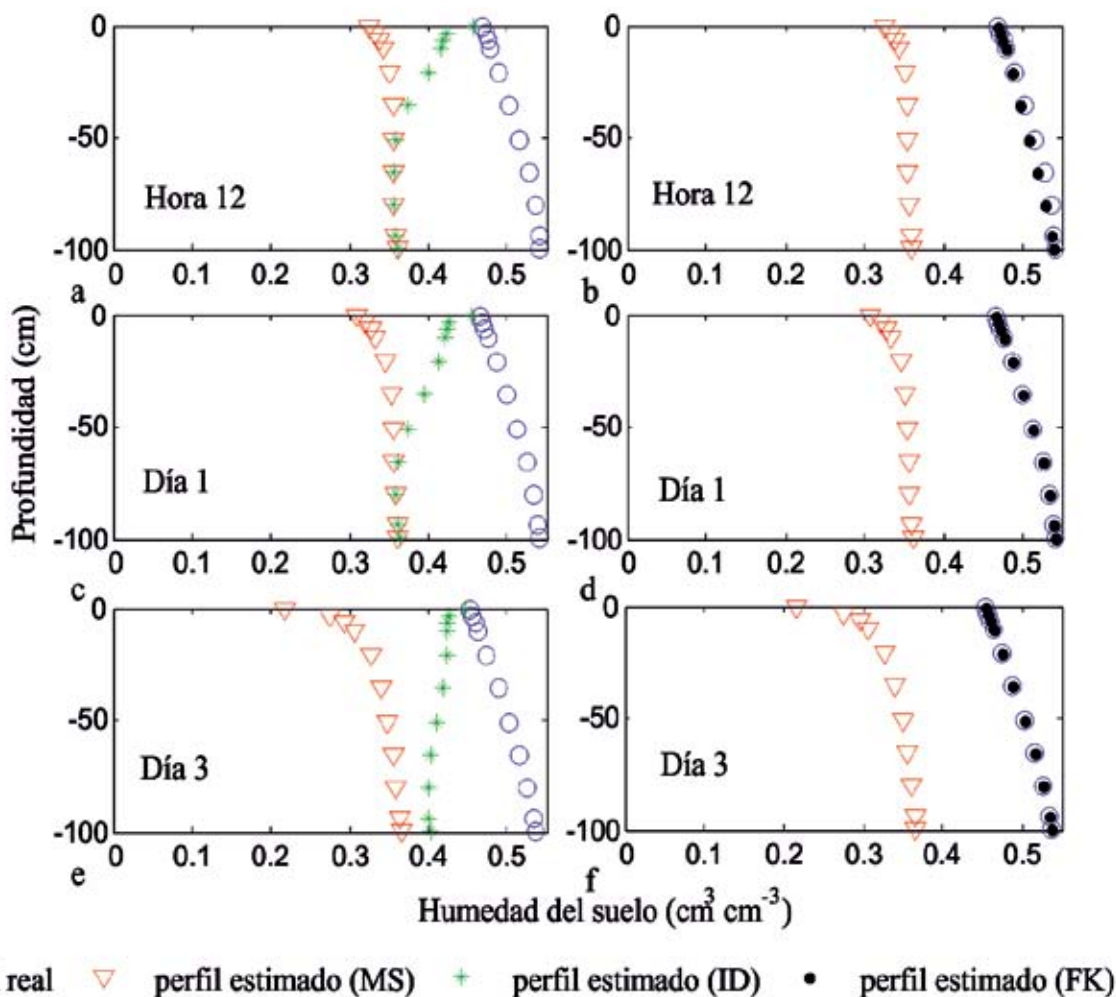 0
-50
-100
Hora 12
0 0.1 0.2 0.3 0.4 0.5
a
0
-50
-100
Hora 12
0 0.1 0.2 0.3 0.4 0.5
b
Profundidad (cm)
0
-50
-100
Día 1
0 0.1 0.2 0.3 0.4 0.5
c
0
-50
-100
Día 1
0 0.1 0.2 0.3 0.4 0.5
d
0
-50
-100
Día 3
0 0.1 0.2 0.3 0.4 0.5
e
0
-50
-100
Día 3
0 0.1 0.2 0.3 0.4 0.5
f
Humedad del suelo (cm³ cm⁻³)
real perfil estimado (MS) perfil estimado (ID) perfil estimado (FK)